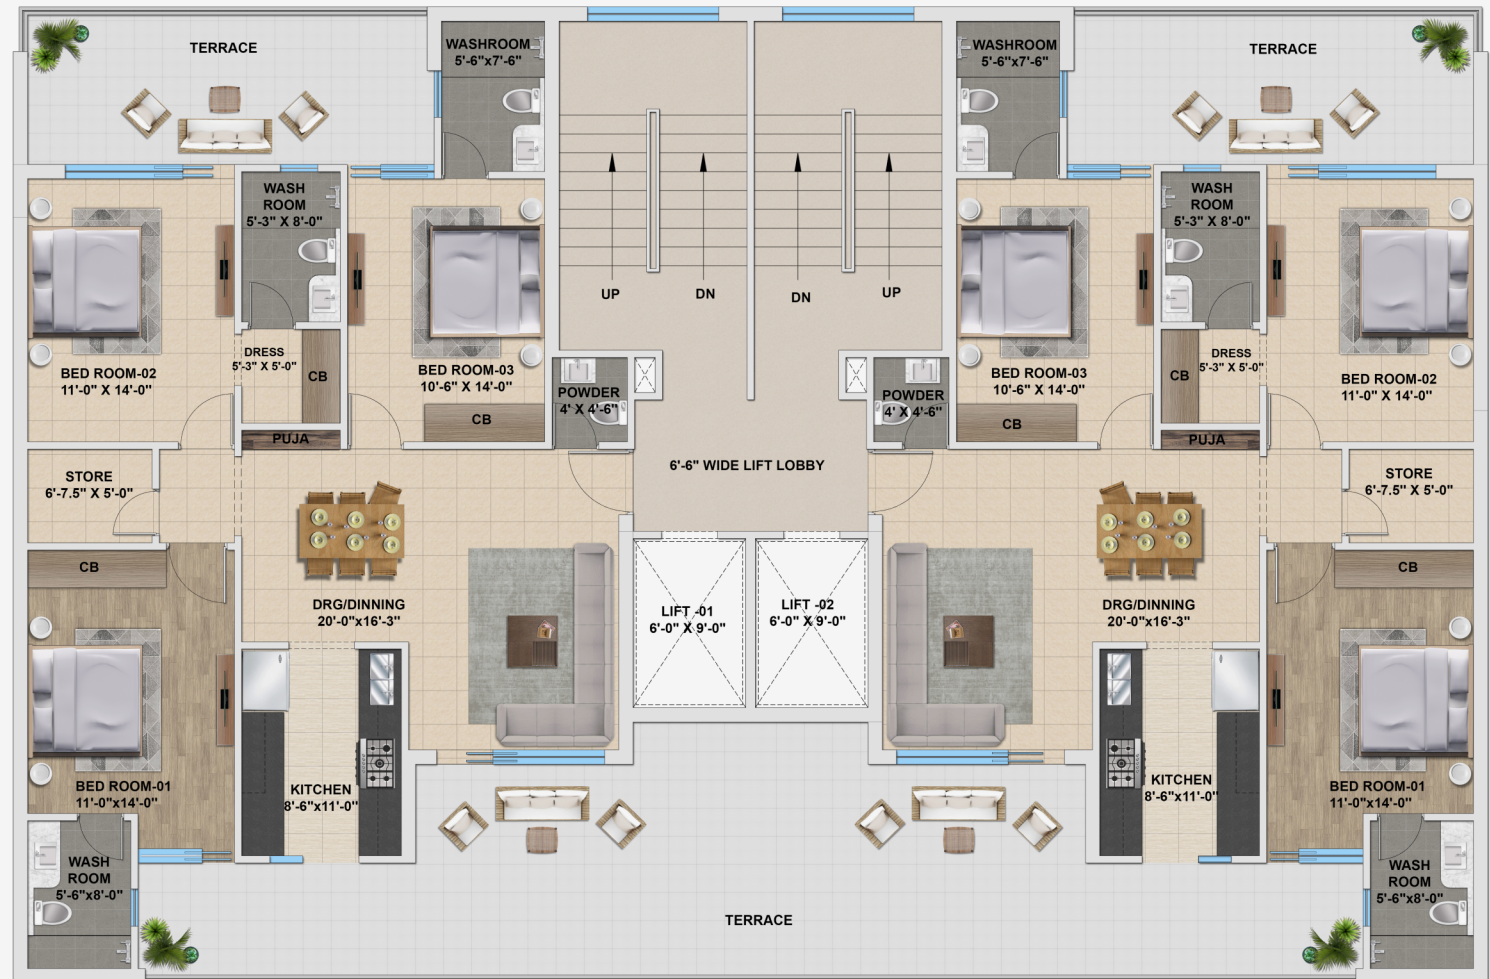 TERRACE
WASHROOM
5'-6"x7'-6"
WASHROOM
5'-6"x7'-6"
TERRACE
WASH
ROOM
5'-3" X 8'-0"
WASH
ROOM
5'-3" X 8'-0"
UP
DN
DN
UP
BED ROOM-02
11'-0" X 14'-0"
DRESS
5'-3" X 5'-0"
CB
BED ROOM-03
10'-6" X 14'-0"
CB
POWDER
4' X 4'-6"
POWDER
4' X 4'-6"
BED ROOM-03
10'-6" X 14'-0"
CB
CB
DRESS
5'-3" X 5'-0"
BED ROOM-02
11'-0" X 14'-0"
PUJA
PUJA
STORE
6'-7.5" X 5'-0"
6'-6" WIDE LIFT LOBBY
STORE
6'-7.5" X 5'-0"
CB
CB
DRG/DINNING
20'-0"x16'-3"
LIFT -01
6'-0" X 9'-0"
LIFT -02
6'-0" X 9'-0"
DRG/DINNING
20'-0"x16'-3"
BED ROOM-01
11'-0"x14'-0"
KITCHEN
8'-6"x11'-0"
KITCHEN
8'-6"x11'-0"
BED ROOM-01
11'-0"x14'-0"
WASH
ROOM
5'-6"x8'-0"
WASH
ROOM
5'-6"x8'-0"
TERRACE